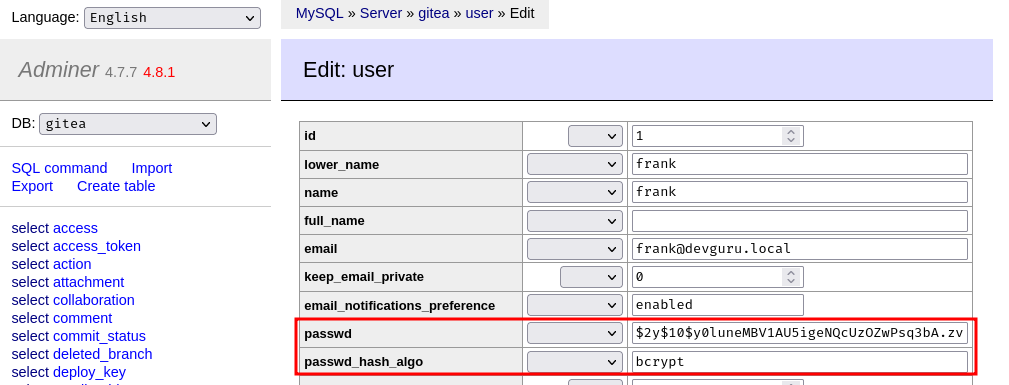 Language: English
MySQL » Server » gitea » user » Edit
Adminer 4.7.7 4.8.1
Edit: user
DB: gitea
SQL command Import
Export Create table
select access
select access_token
select action
select attachment
select collaboration
select comment
select commit_status
select deleted_branch
select deploy_key
id 1
lower_name frank
name frank
full_name
email frank@devguru.local
keep_email_private 0
email_notifications_preference enabled
passwd $2y$10$y0luneMBV1AU5igeNQcUzOZwPsq3bA.zv
passwd_hash_algo bcrypt